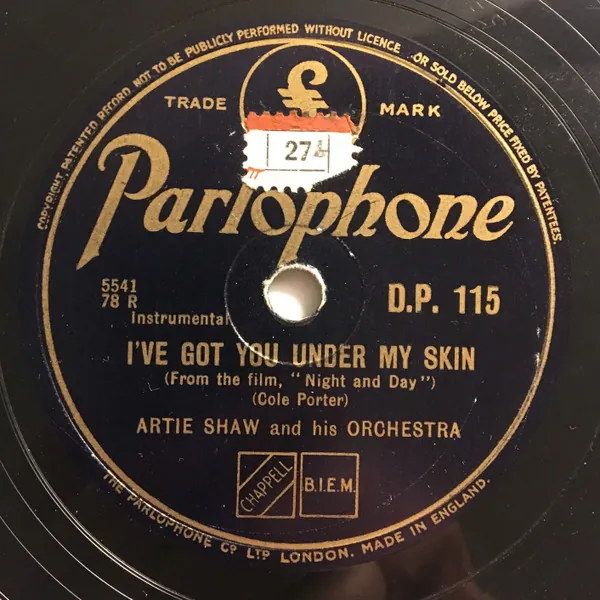 COPYRIGHT, PATENTED RECORD, NOT TO BE PUBLICLY PERFORMED WITHOUT LICENCE, OR SOLD BELOW PRICE FIXED BY PATENTEES.
£
TRADE MARK
27
Parlophone
5541
78 R
D.P. 115
Instrumental
I'VE GOT YOU UNDER MY SKIN
(From the film, "Night and Day")
(Cole Porter)
ARTIE SHAW and his ORCHESTRA
CHAPPELL
B.I.E.M.
THE PARLOPHONE Co LTD LONDON. MADE IN ENGLAND.